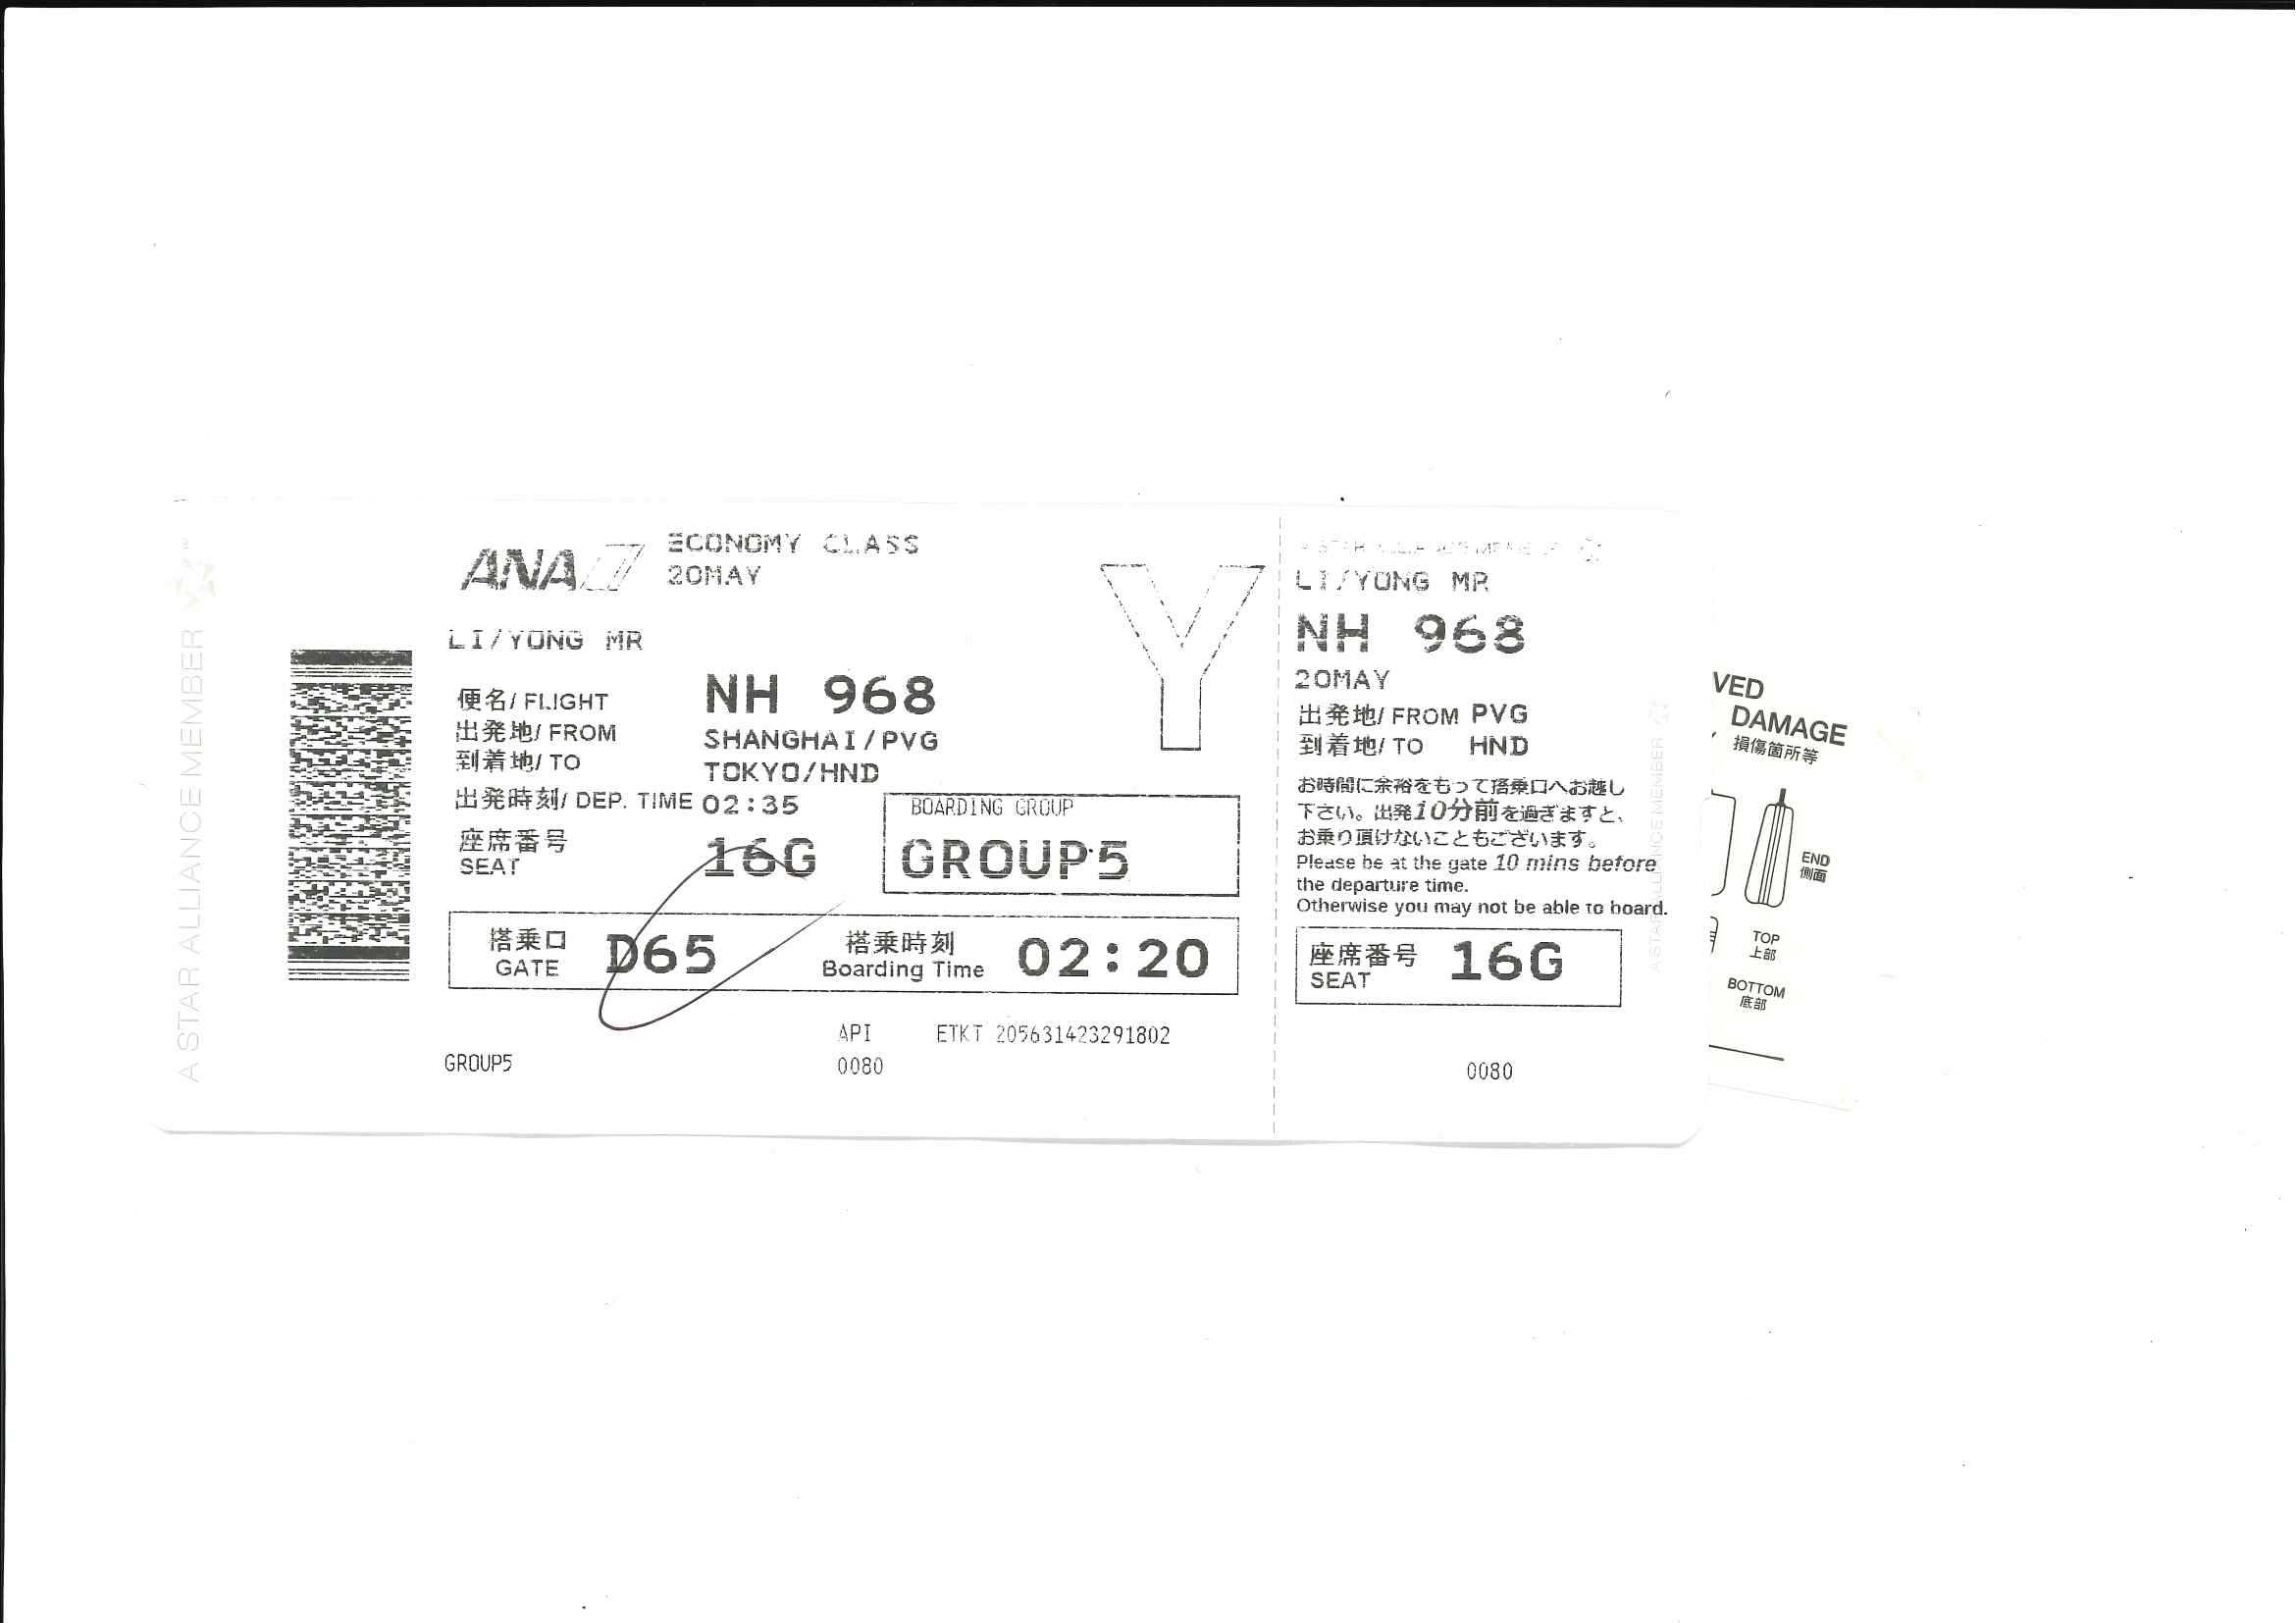 A STAR ALLIANCE MEMBER
ANA
ECONOMY CLASS
20MAY
LI/YONG MR
便名/ FLIGHT NH 968
出発地/ FROM SHANGHAI/PVG
到着地/ TO TOKYO/HND
出発時刻/ DEP. TIME 02:35
座席番号
SEAT 16G
BOARDING GROUP
GROUP5
Y
搭乗口
GATE D65
搭乗時刻
Boarding Time 02:20
API ETKT 205631423291802
GROUP5 0080
A STAR ALLIANCE MEMBER
LI/YONG MR
NH 968
20MAY
出発地/ FROM PVG
到着地/ TO HND
お時間に余裕をもって搭乗口へお越し
下さい。出発10分前を過ぎますと、
お乗り頂けないこともございます。
Please be at the gate 10 mins before
the departure time.
Otherwise you may not be able to board.
座席番号
SEAT 16G
0080
A STAR ALLIANCE MEMBER
VED
DAMAGE
損傷箇所等
END
側面
TOP
上部
BOTTOM
底部